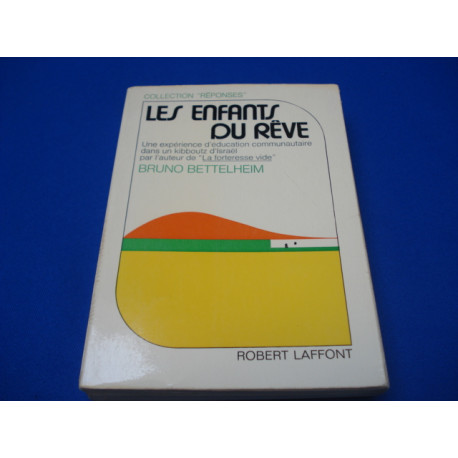 COLLECTION "RÉPONSES"
LES ENFANTS
DU RÊVE
Une expérience d'éducation communautaire
dans un kibboutz d'Israël
par l'auteur de "La forteresse vide"
BRUNO BETTELHEIM
ROBERT LAFFONT